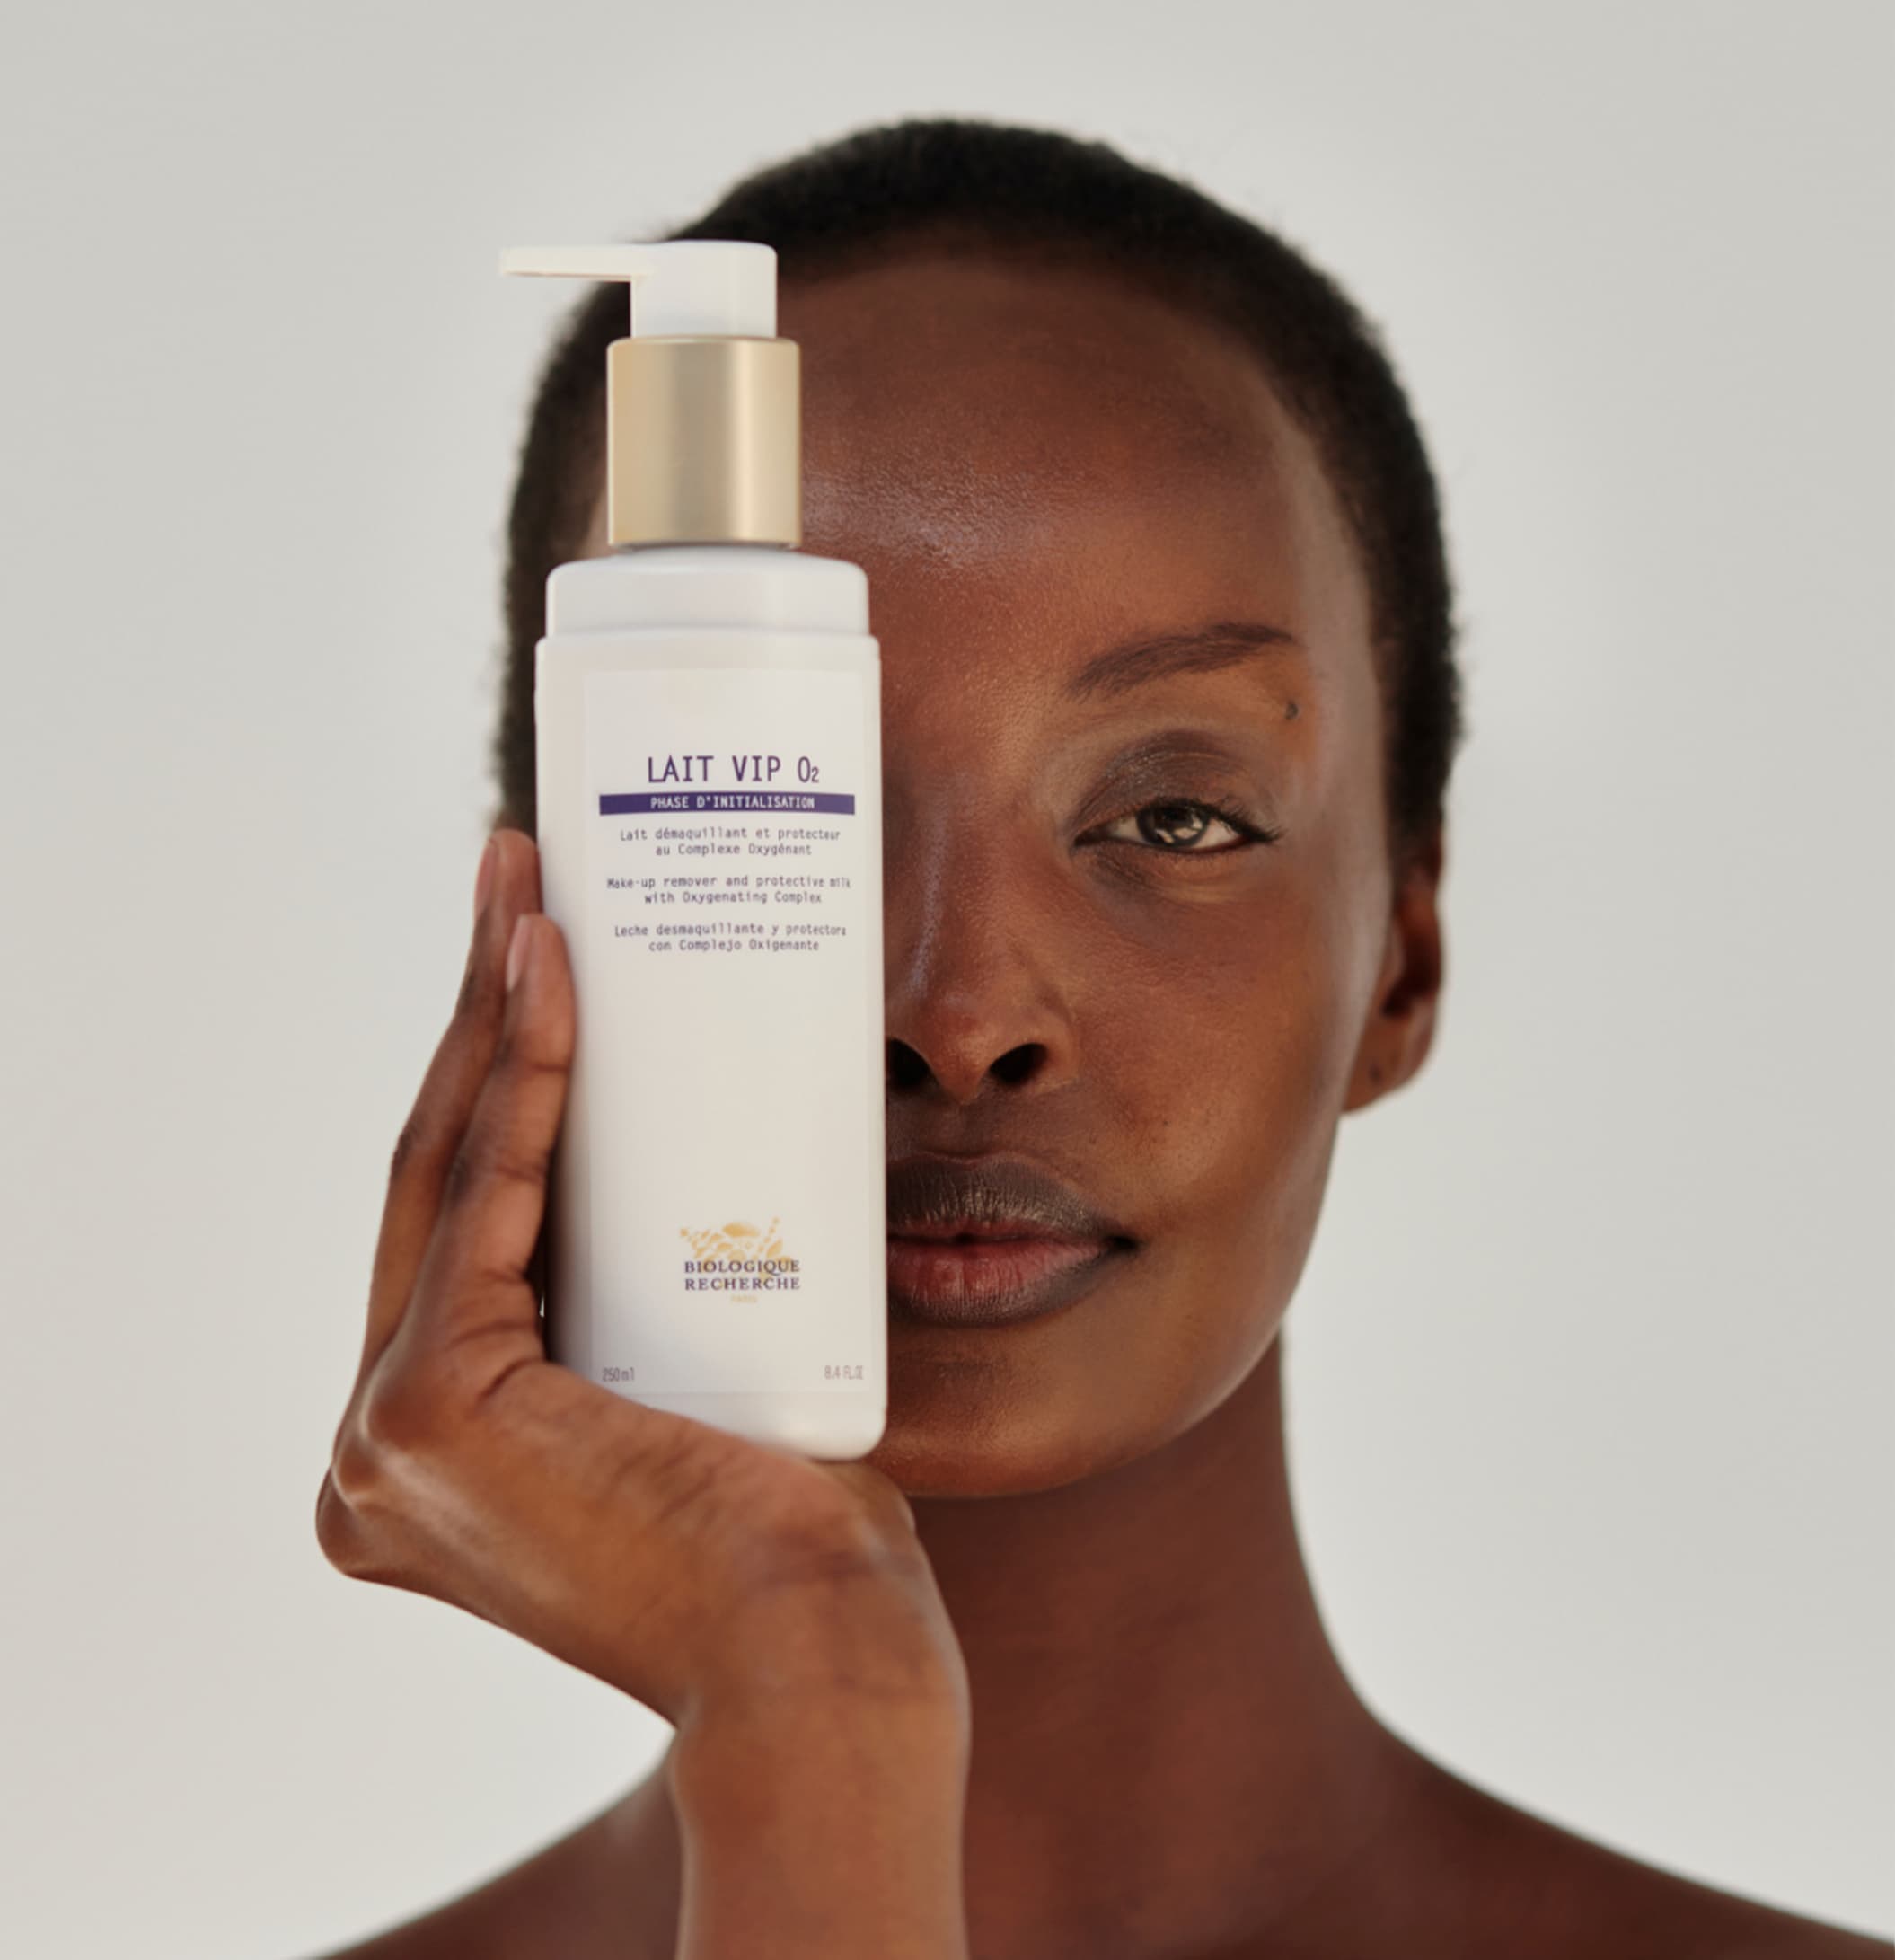 LAIT VIP O₂
PHASE D'INITIALISATION
Lait démaquillant et protecteur
au Complexe Oxygénant
Make-up remover and protective milk
with Oxygenating Complex
Leche desmaquillante y protectora
con Complejo Oxigenante
BIOLOGIQUE
RECHERCHE
PARIS
250ml
8.4 FL.OZ